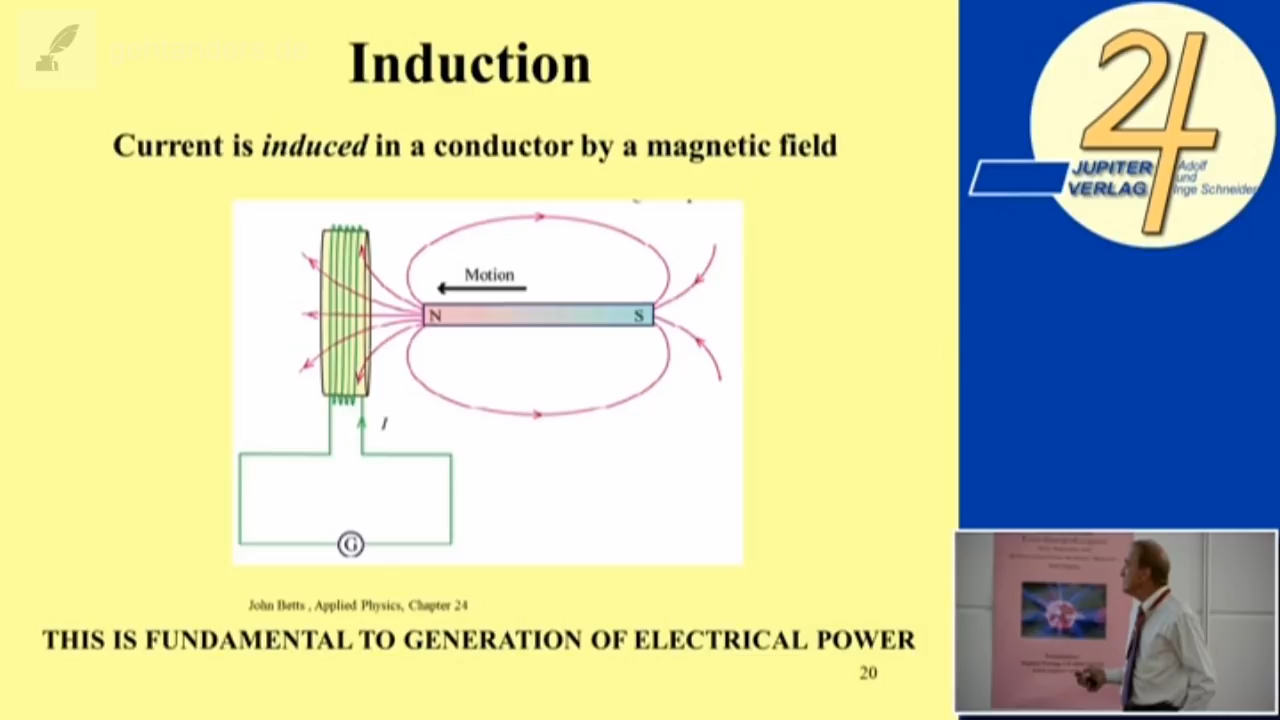 Induction
Current is induced in a conductor by a magnetic field
Motion
N
S
I
G
John Betts , Applied Physics, Chapter 24
THIS IS FUNDAMENTAL TO GENERATION OF ELECTRICAL POWER
20
24
JUPITER
VERLAG
Adolf
und
Inge Schneider